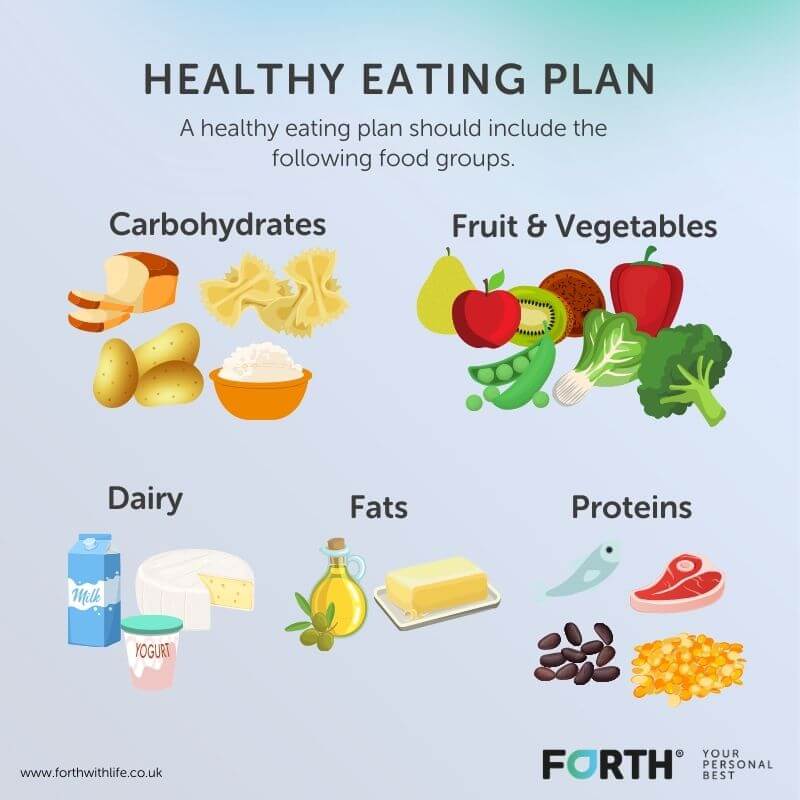 HEALTHY EATING PLAN
A healthy eating plan should include the
following food groups.
Carbohydrates
Fruit & Vegetables
Dairy
Fats
Proteins
Milk
YOGURT
www.forthwithlife.co.uk
FORTH®
YOUR
PERSONAL
BEST